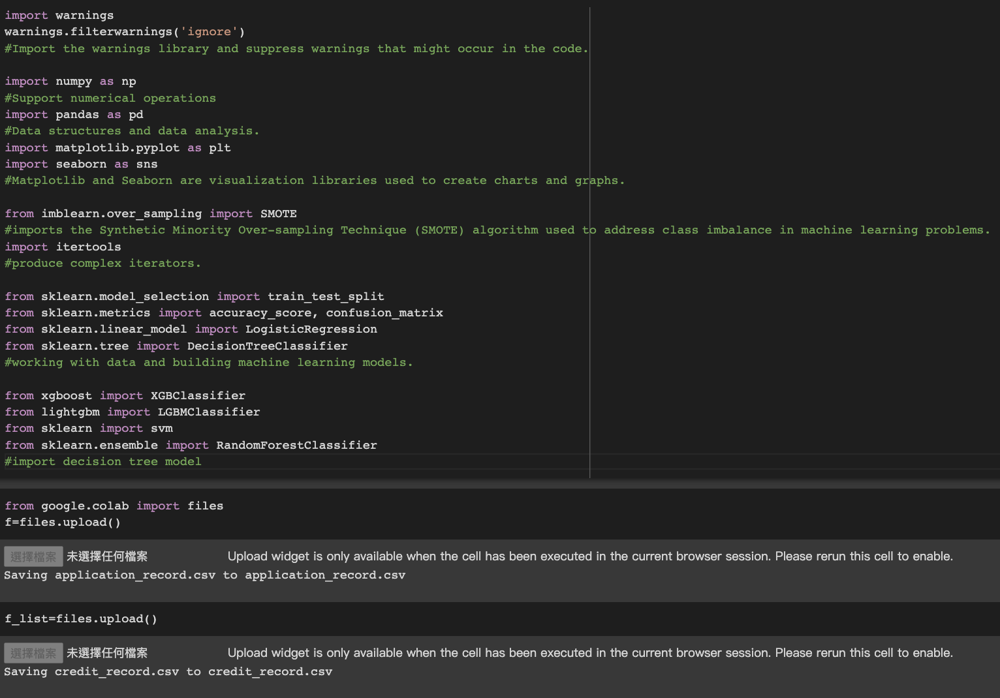 import warnings
warnings.filterwarnings('ignore')
#Import the warnings library and suppress warnings that might occur in the code.
import numpy as np
#Support numerical operations
import pandas as pd
#Data structures and data analysis.
import matplotlib.pyplot as plt
import seaborn as sns
#Matplotlib and Seaborn are visualization libraries used to create charts and graphs.
from imblearn.over_sampling import SMOTE
#imports the Synthetic Minority Over-sampling Technique (SMOTE) algorithm used to address class imbalance in machine learning problems.
import itertools
#produce complex iterators.
from sklearn.model_selection import train_test_split
from sklearn.metrics import accuracy_score, confusion_matrix
from sklearn.linear_model import LogisticRegression
from sklearn.tree import DecisionTreeClassifier
#working with data and building machine learning models.
from xgboost import XGBClassifier
from lightgbm import LGBMClassifier
from sklearn import svm
from sklearn.ensemble import RandomForestClassifier
#import decision tree model
from google.colab import files
f=files.upload()
選擇檔案 未選擇任何檔案 Upload widget is only available when the cell has been executed in the current browser session. Please rerun this cell to enable.
Saving application_record.csv to application_record.csv
f_list=files.upload()
選擇檔案 未選擇任何檔案 Upload widget is only available when the cell has been executed in the current browser session. Please rerun this cell to enable.
Saving credit_record.csv to credit_record.csv